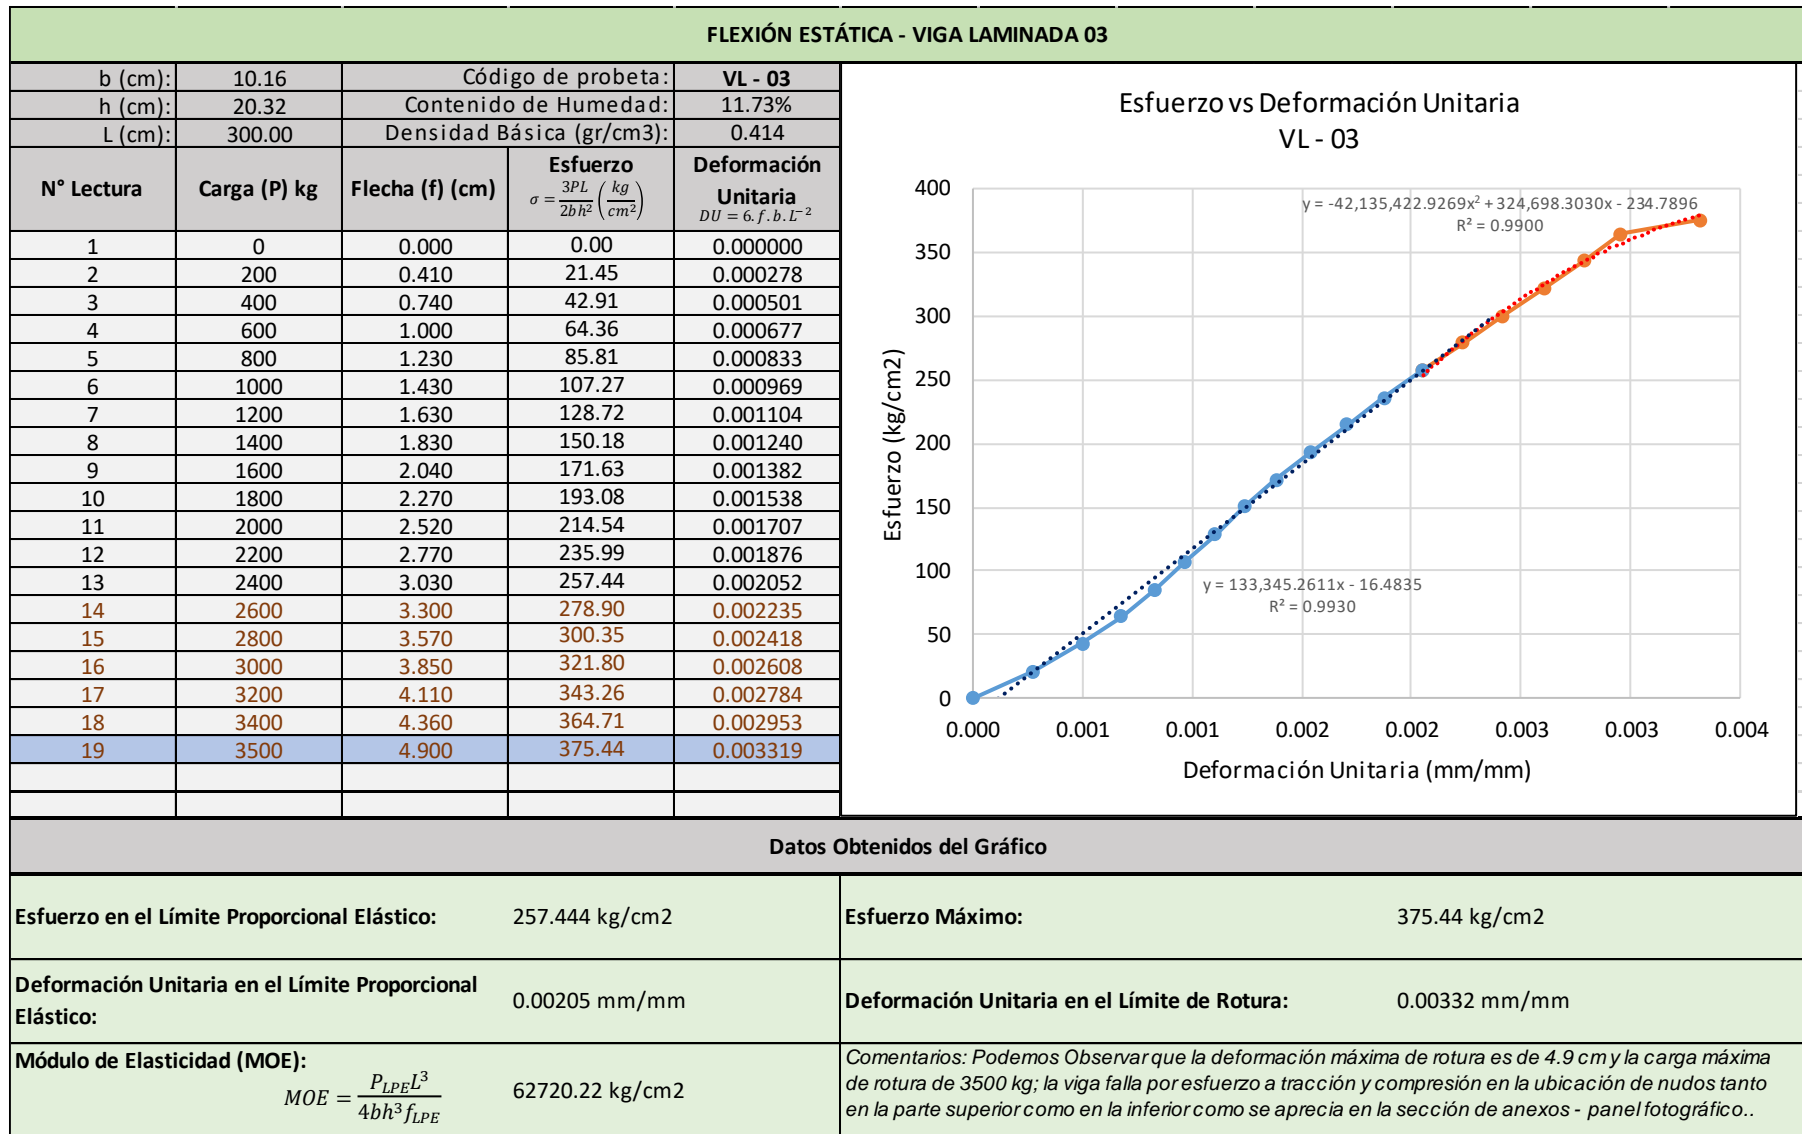 FLEXIÓN ESTÁTICA - VIGA LAMINADA 03
b (cm): 10.16 Código de probeta: VL - 03
h (cm): 20.32 Contenido de Humedad: 11.73%
L (cm): 300.00 Densidad Básica (gr/cm3): 0.414
N° Lectura Carga (P) kg Flecha (f) (cm) Esfuerzo σ = 3PL/2bh² (kg/cm²) Deformación Unitaria DU = 6.f.b.L⁻²
1 0 0.000 0.00 0.000000
2 200 0.410 21.45 0.000278
3 400 0.740 42.91 0.000501
4 600 1.000 64.36 0.000677
5 800 1.230 85.81 0.000833
6 1000 1.430 107.27 0.000969
7 1200 1.630 128.72 0.001104
8 1400 1.830 150.18 0.001240
9 1600 2.040 171.63 0.001382
10 1800 2.270 193.08 0.001538
11 2000 2.520 214.54 0.001707
12 2200 2.770 235.99 0.001876
13 2400 3.030 257.44 0.002052
14 2600 3.300 278.90 0.002235
15 2800 3.570 300.35 0.002418
16 3000 3.850 321.80 0.002608
17 3200 4.110 343.26 0.002784
18 3400 4.360 364.71 0.002953
19 3500 4.900 375.44 0.003319
Esfuerzo vs Deformación Unitaria
VL - 03
y = -42,135,422.9269x² + 324,698.3030x - 234.7896
R² = 0.9900
y = 133,345.2611x - 16.4835
R² = 0.9930
Esfuerzo (kg/cm2)
400
350
300
250
200
150
100
50
0
0.000 0.001 0.001 0.002 0.002 0.003 0.003 0.004
Deformación Unitaria (mm/mm)
Datos Obtenidos del Gráfico
Esfuerzo en el Límite Proporcional Elástico: 257.444 kg/cm2
Esfuerzo Máximo: 375.44 kg/cm2
Deformación Unitaria en el Límite Proporcional
Elástico: 0.00205 mm/mm
Deformación Unitaria en el Límite de Rotura: 0.00332 mm/mm
Módulo de Elasticidad (MOE):
MOE = P_LPE L³ / 4bh³ f_LPE 62720.22 kg/cm2
Comentarios: Podemos Observar que la deformación máxima de rotura es de 4.9 cm y la carga máxima
de rotura de 3500 kg; la viga falla por esfuerzo a tracción y compresión en la ubicación de nudos tanto
en la parte superior como en la inferior como se aprecia en la sección de anexos - panel fotográfico..